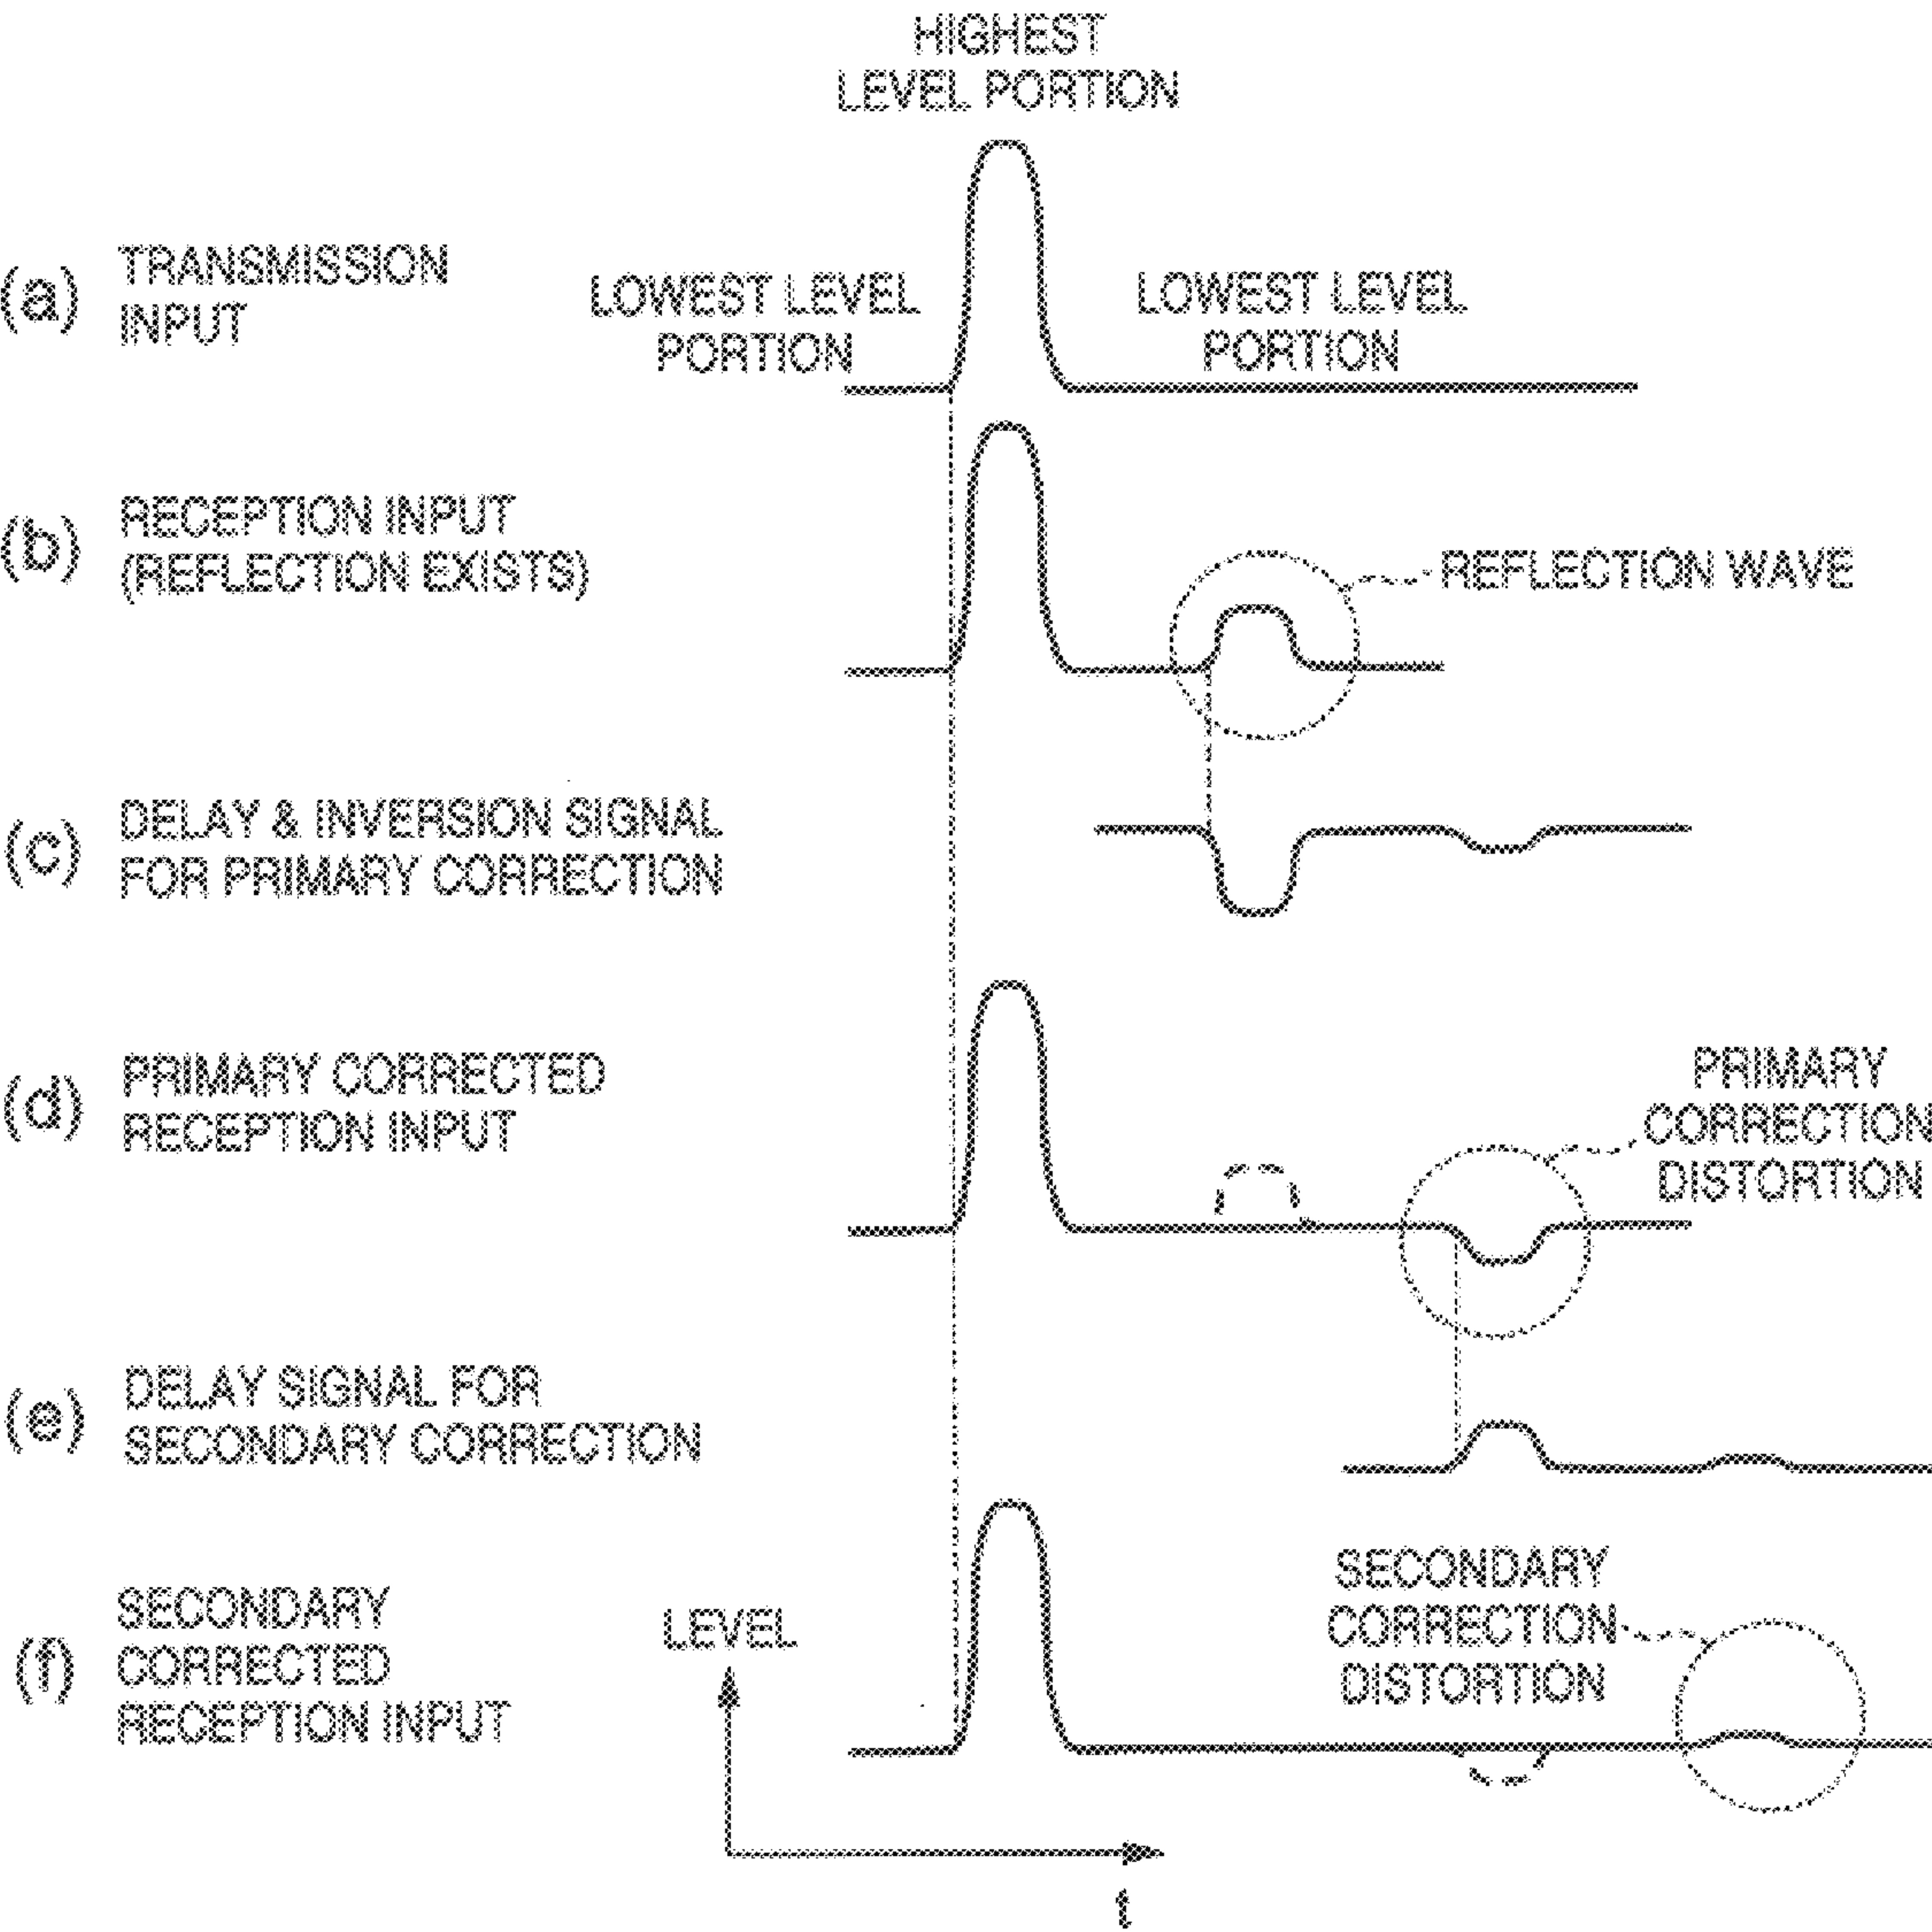 HIGHEST
LEVEL PORTION
(a) TRANSMISSION
INPUT
LOWEST LEVEL
PORTION
LOWEST LEVEL
PORTION
(b) RECEPTION INPUT
(REFLECTION EXISTS)
REFLECTION WAVE
(c) DELAY & INVERSION SIGNAL
FOR PRIMARY CORRECTION
(d) PRIMARY CORRECTED
RECEPTION INPUT
PRIMARY
CORRECTION
DISTORTION
(e) DELAY SIGNAL FOR
SECONDARY CORRECTION
(f) SECONDARY
CORRECTED
RECEPTION INPUT
LEVEL
SECONDARY
CORRECTION
DISTORTION
t